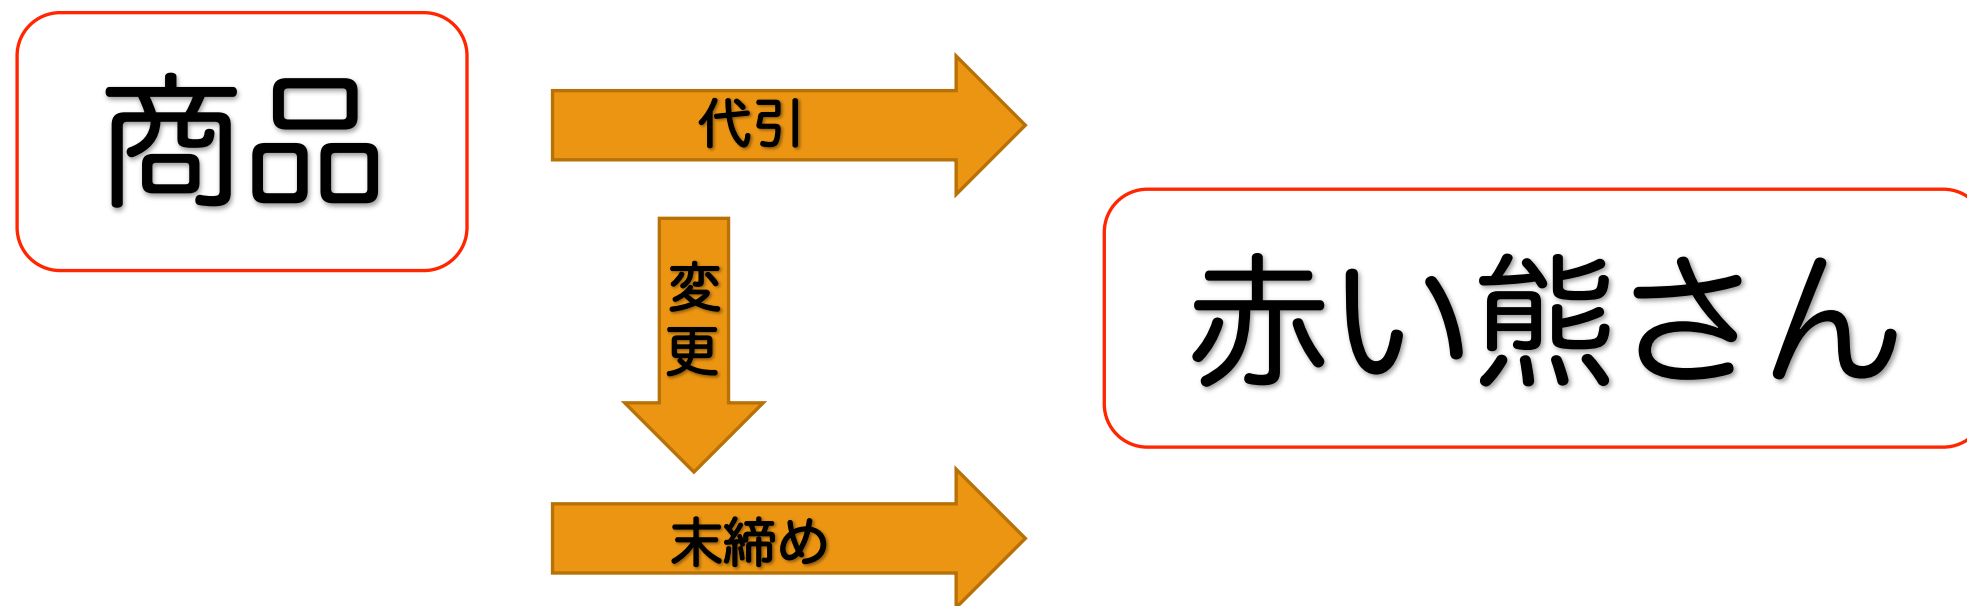 商品
代引
変更
赤い熊さん
末締め